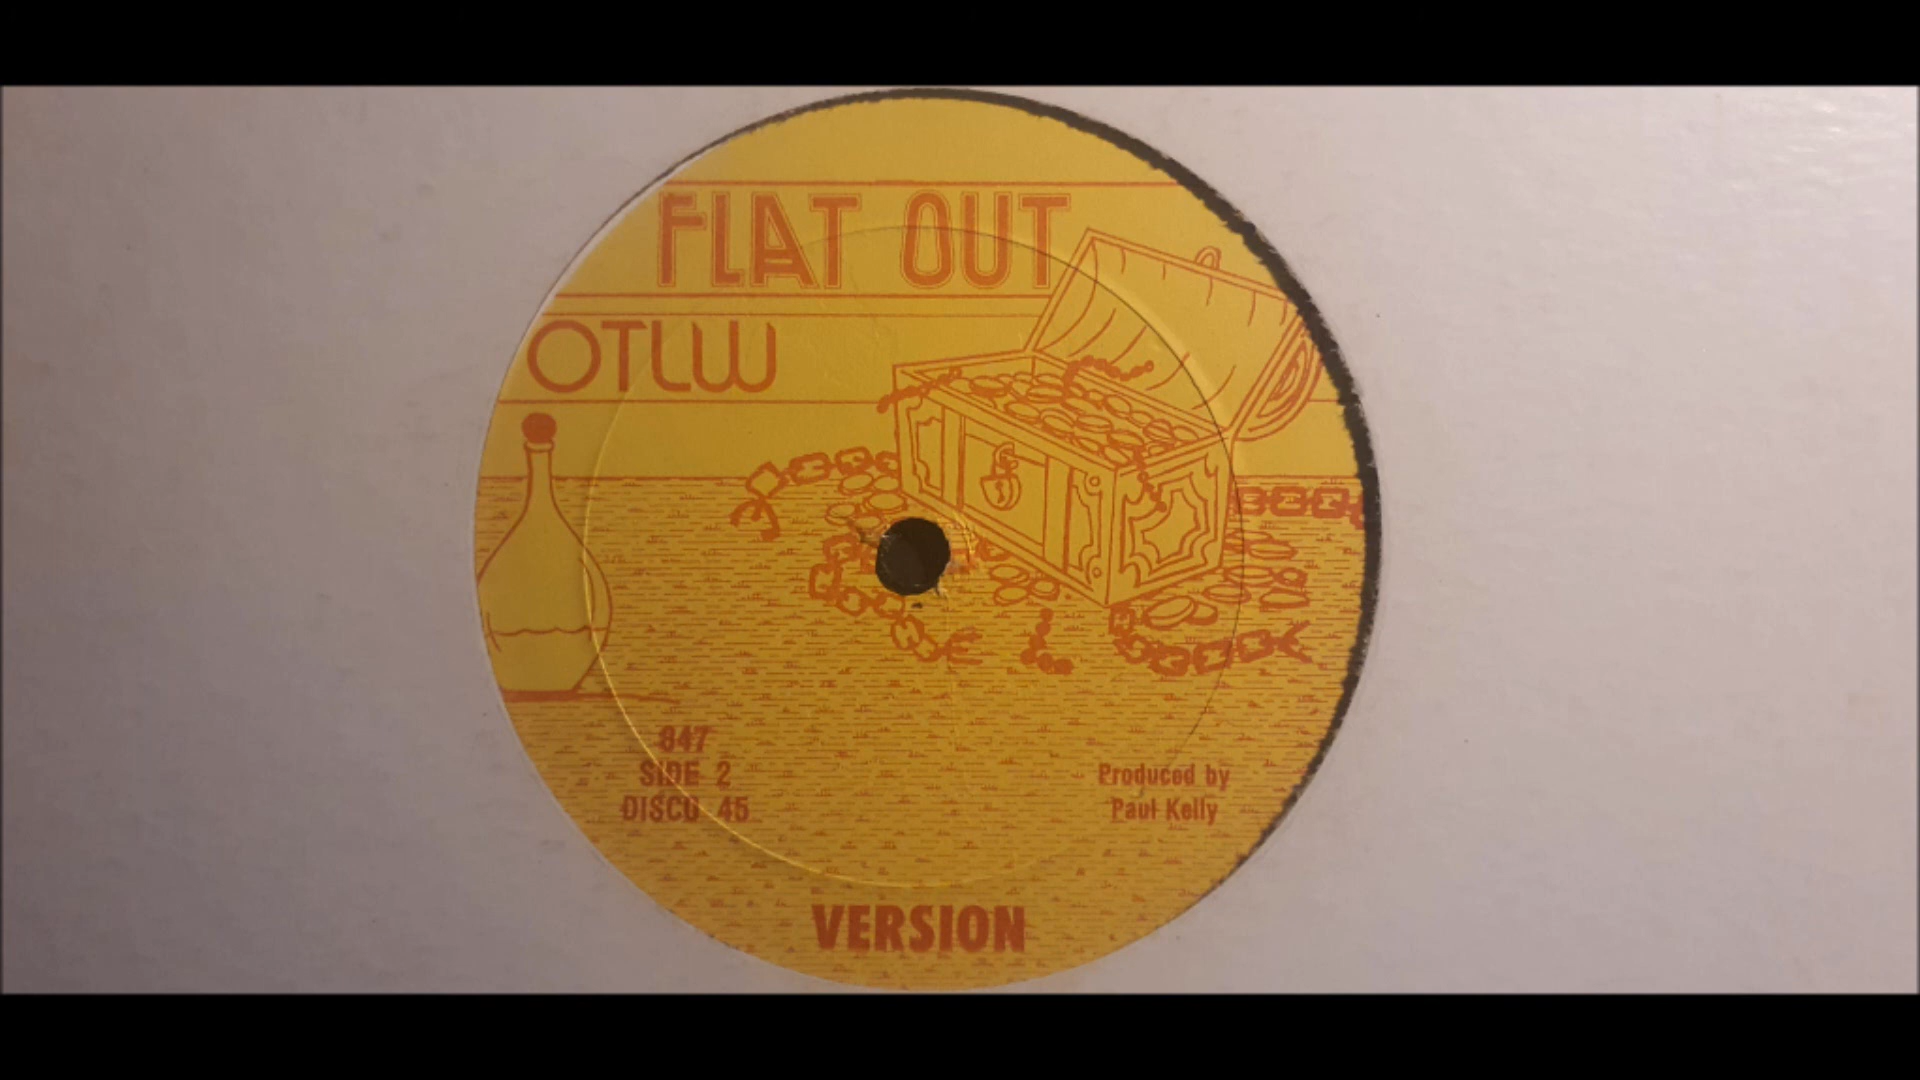 FLAT OUT
OTLW
847
SIDE 2
DISCO 45
Produced by
Paul Kelly
VERSION